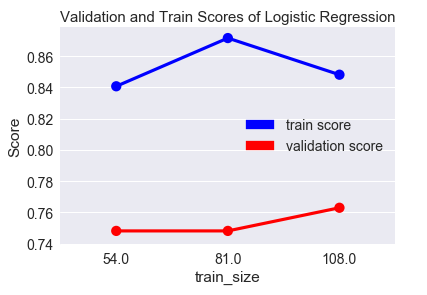 Validation and Train Scores of Logistic Regression
0.86
0.84
0.82
0.80
0.78
0.76
0.74
Score
train score
validation score
54.0 81.0 108.0
train_size